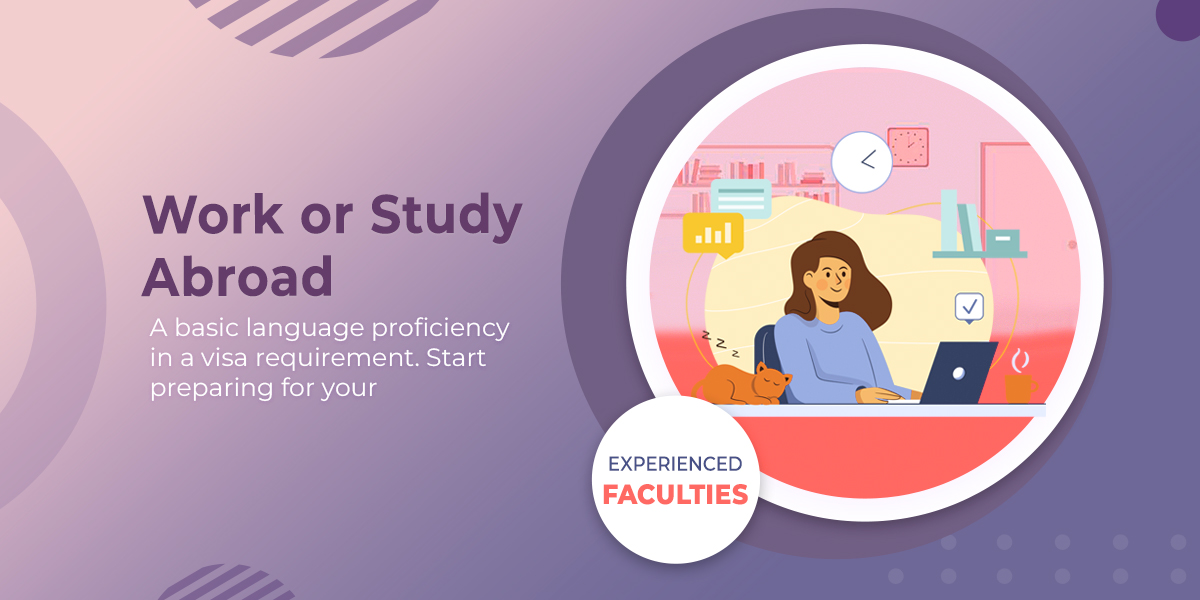 Work or Study
Abroad
A basic language proficiency
in a visa requirement. Start
preparing for your
z z z z
EXPERIENCED
FACULTIES